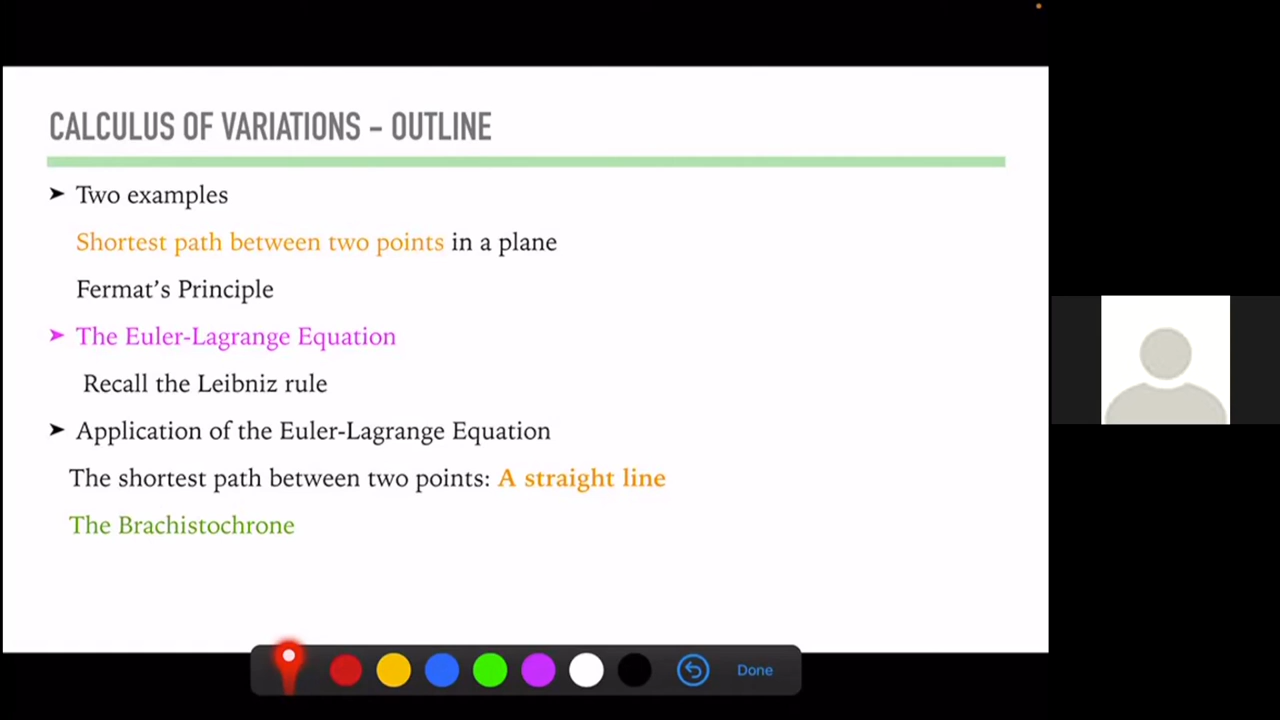 CALCULUS OF VARIATIONS – OUTLINE
➤ Two examples
Shortest path between two points in a plane
Fermat’s Principle
➤ The Euler-Lagrange Equation
Recall the Leibniz rule
➤ Application of the Euler-Lagrange Equation
The shortest path between two points: A straight line
The Brachistochrone
Done